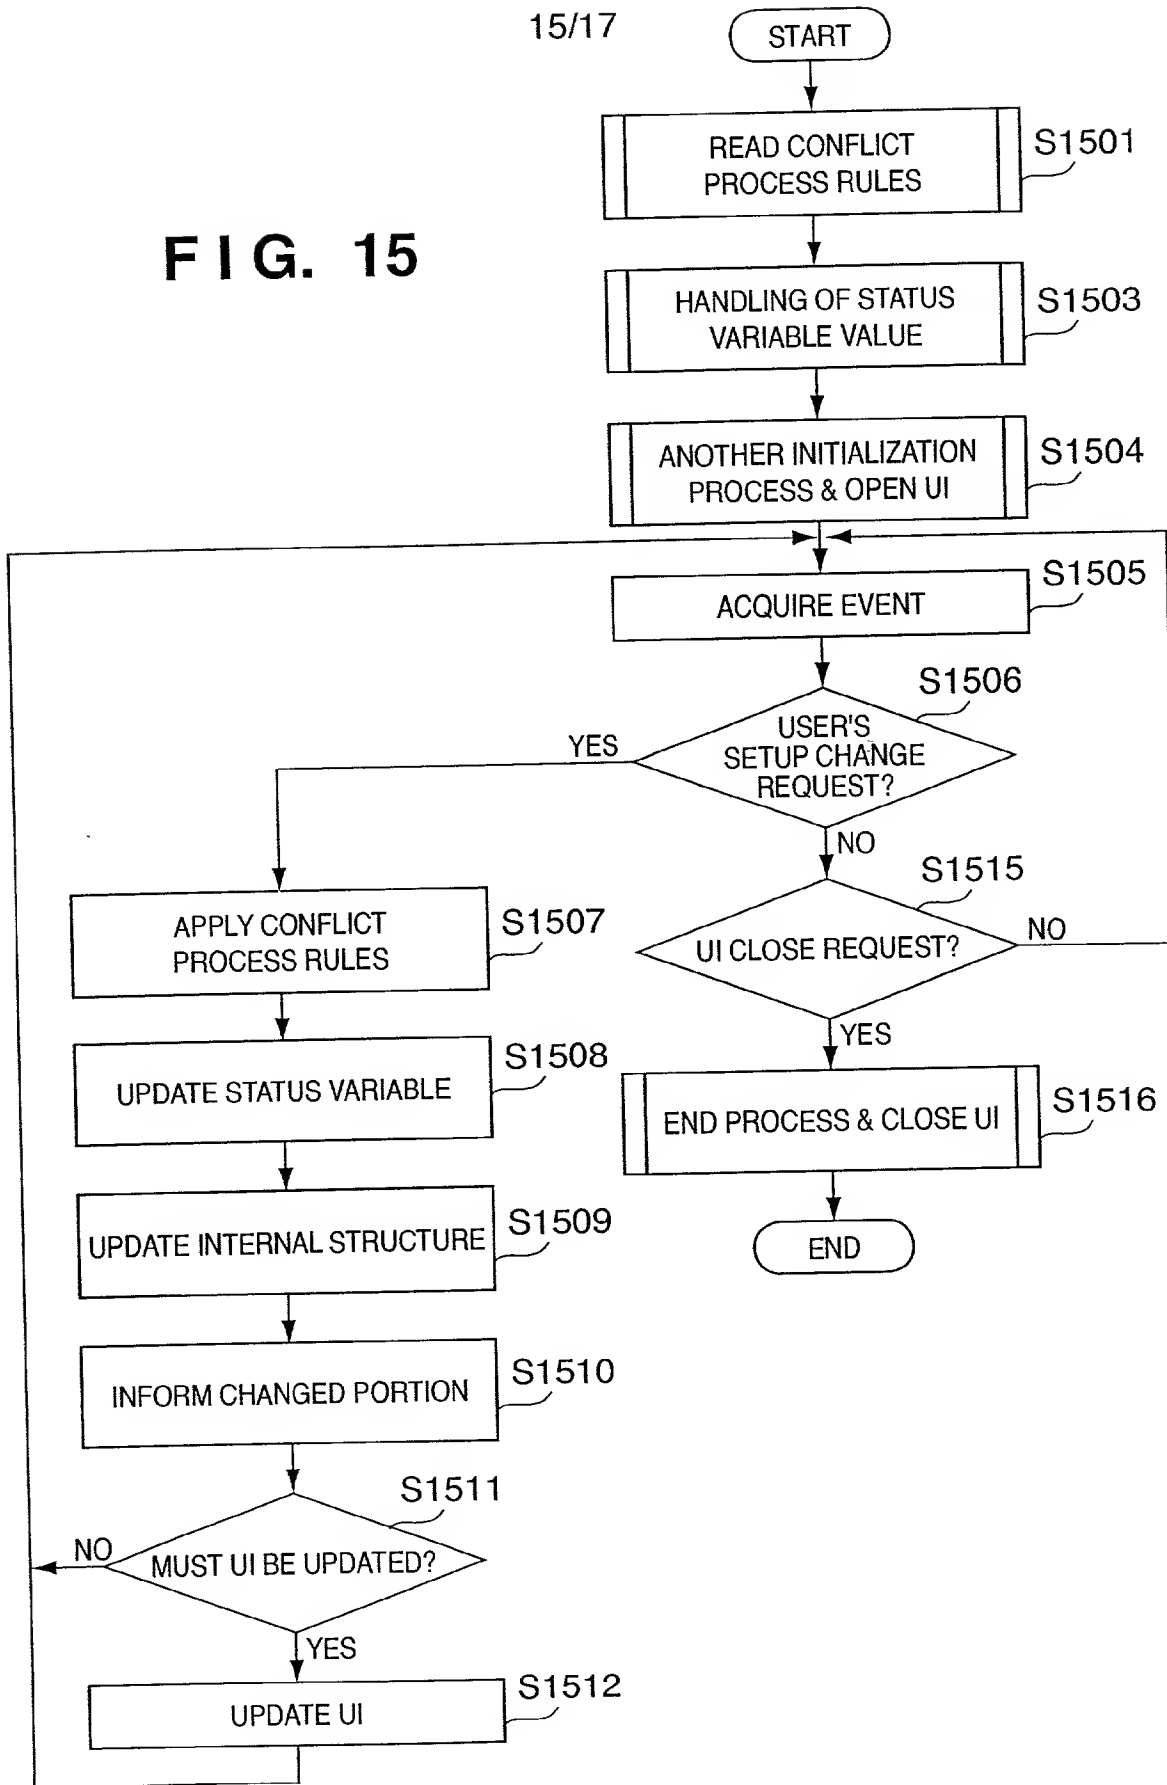 15/17
START
READ CONFLICT
PROCESS RULES
S1501
FIG. 15
HANDLING OF STATUS
VARIABLE VALUE
S1503
ANOTHER INITIALIZATION
PROCESS & OPEN UI
S1504
ACQUIRE EVENT
S1505
S1506
USER'S
SETUP CHANGE
REQUEST?
YES
NO
S1515
UI CLOSE REQUEST?
NO
YES
APPLY CONFLICT
PROCESS RULES
S1507
UPDATE STATUS VARIABLE
S1508
END PROCESS & CLOSE UI
S1516
UPDATE INTERNAL STRUCTURE
S1509
END
INFORM CHANGED PORTION
S1510
S1511
MUST UI BE UPDATED?
NO
YES
UPDATE UI
S1512